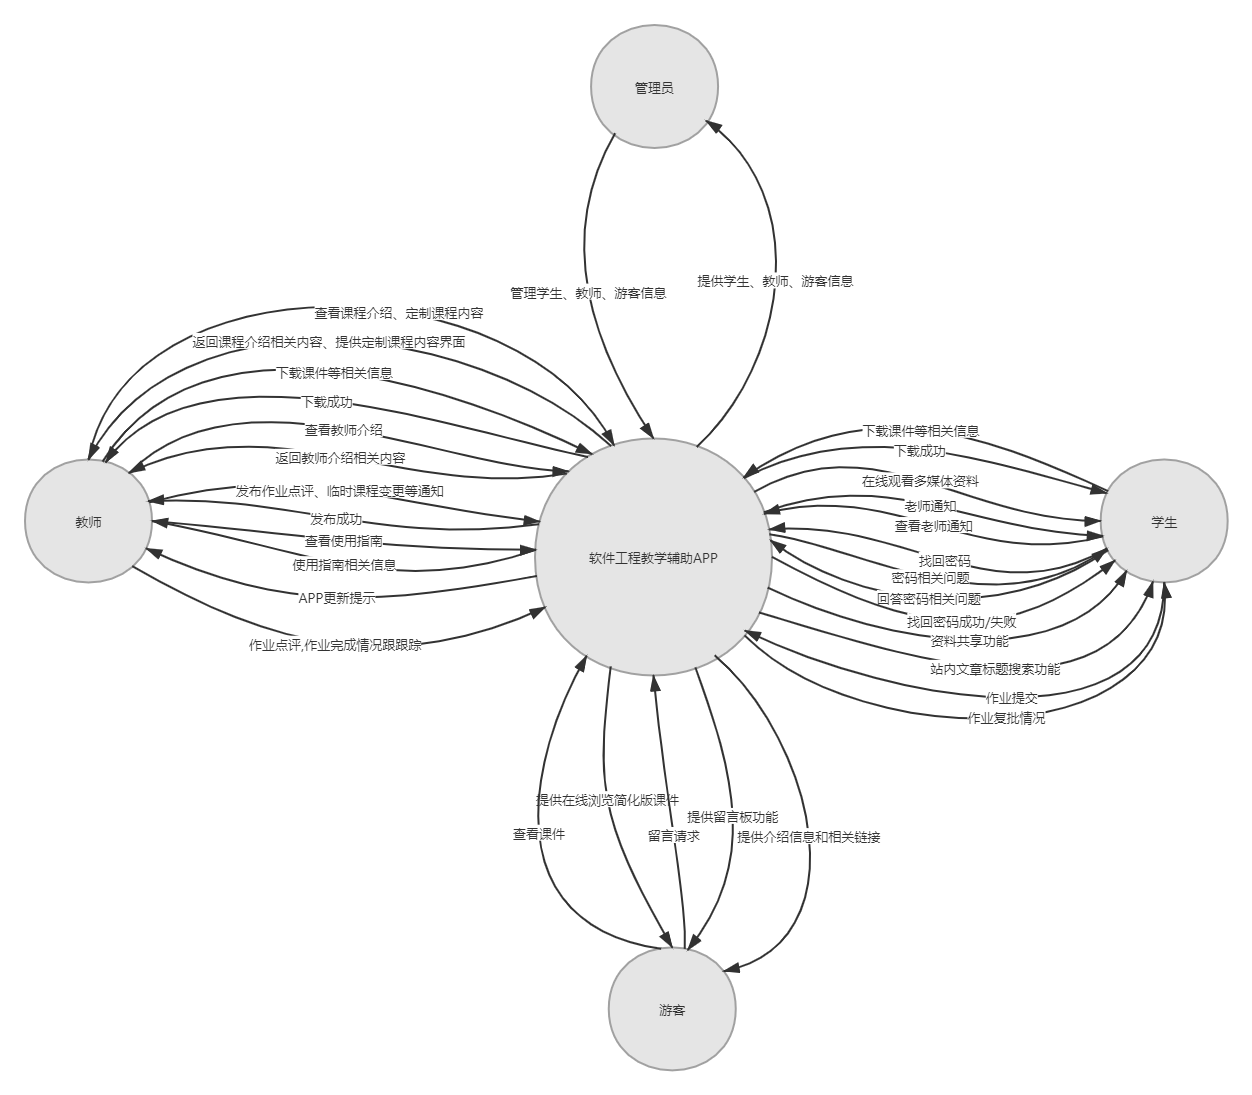 管理员
提供学生、教师、游客信息
管理学生、教师、游客信息
查看课程介绍、定制课程内容
返回课程介绍相关内容、提供定制课程内容界面
下载课件等相关信息
下载成功
查看教师介绍
返回教师介绍相关内容
发布作业点评、临时课程变更等通知
发布成功
查看使用指南
使用指南相关信息
APP更新提示
作业点评,作业完成情况跟跟踪
教师
软件工程教学辅助APP
下载课件等相关信息
下载成功
在线观看多媒体资料
老师通知
查看老师通知
找回密码
密码相关问题
回答密码相关问题
找回密码成功/失败
资料共享功能
站内文章标题搜索功能
作业提交
作业复批情况
学生
提供在线浏览简化版课件
查看课件
提供留言板功能
留言请求
提供介绍信息和相关链接
游客